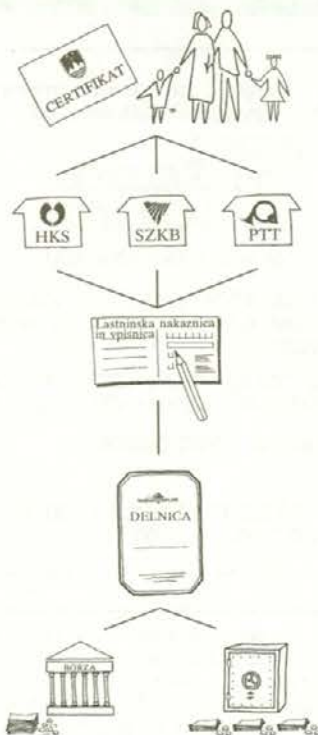 CERTIFIKAT
HKS
SZKB
PTT
Lastninska nakaznica
in vpisnica
DELNICA
BORZA